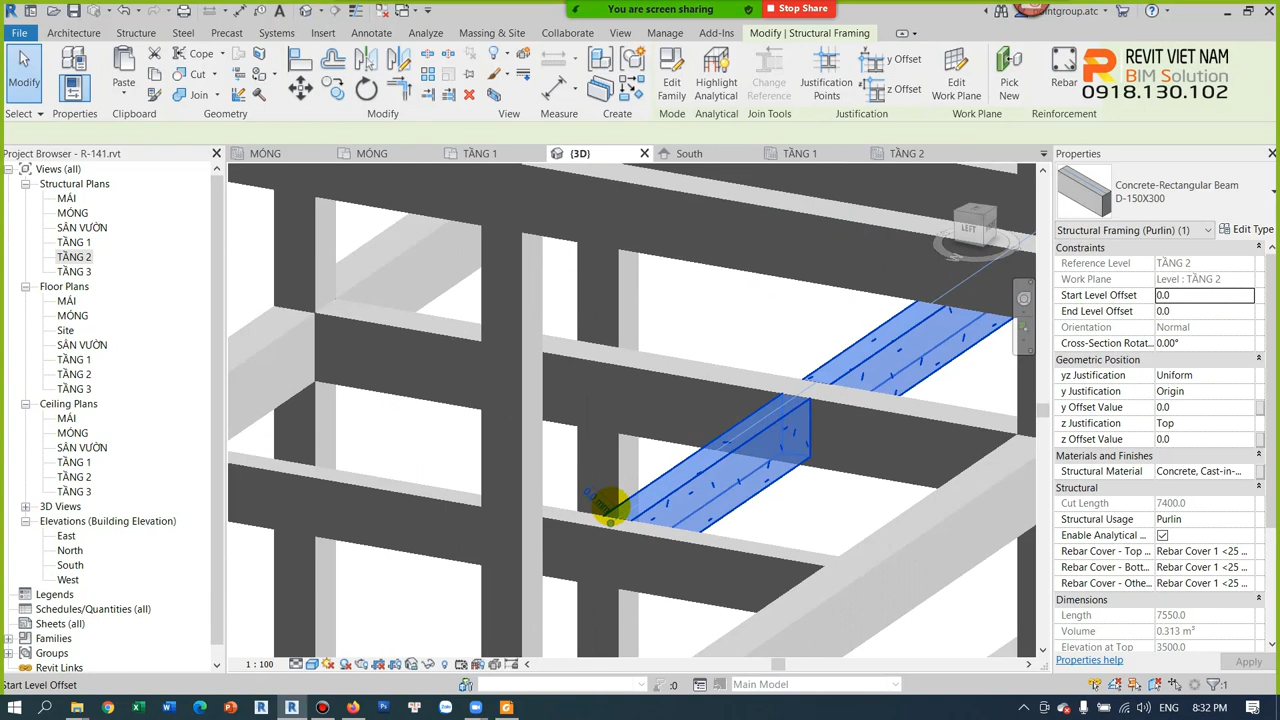 You are screen sharing
Stop Share
ointgroup.atc
File
Architecture
Structure
Steel
Precast
Systems
Insert
Annotate
Analyze
Massing & Site
Collaborate
View
Manage
Add-Ins
Modify | Structural Framing
Modify
Paste
Cope
Cut
Join
Edit
Family
Highlight
Analytical
Change
Reference
Justification
Points
y Offset
z Offset
Edit
Work Plane
Pick
New
Rebar
REVIT VIET NAM
BIM Solution
0918.130.102
Select
Properties
Clipboard
Geometry
Modify
View
Measure
Create
Mode
Analytical
Join Tools
Justification
Work Plane
Reinforcement
Project Browser - R-141.rvt
MÓNG
MÓNG
TẦNG 1
{3D}
South
TẦNG 1
TẦNG 2
Properties
Views (all)
Structural Plans
MÁI
MÓNG
SÂN VƯỜN
TẦNG 1
TẦNG 2
TẦNG 3
Floor Plans
MÁI
MÓNG
Site
SÂN VƯỜN
TẦNG 1
TẦNG 2
TẦNG 3
Ceiling Plans
MÁI
MÓNG
SÂN VƯỜN
TẦNG 1
TẦNG 2
TẦNG 3
3D Views
Elevations (Building Elevation)
East
North
South
West
Legends
Schedules/Quantities (all)
Sheets (all)
Families
Groups
Revit Links
LEFT
Concrete-Rectangular Beam
D-150X300
Structural Framing (Purlin) (1)
Edit Type
Constraints
Reference Level TẦNG 2
Work Plane Level : TẦNG 2
Start Level Offset 0.0
End Level Offset 0.0
Orientation Normal
Cross-Section Rotat... 0.00°
Geometric Position
yz Justification Uniform
y Justification Origin
y Offset Value 0.0
z Justification Top
z Offset Value 0.0
Materials and Finishes
Structural Material Concrete, Cast-in-...
Structural
Cut Length 7400.0
Structural Usage Purlin
Enable Analytical ...
Rebar Cover - Top ... Rebar Cover 1 <25 ...
Rebar Cover - Bott... Rebar Cover 1 <25 ...
Rebar Cover - Othe... Rebar Cover 1 <25 ...
Dimensions
Length 7550.0
Volume 0.313 m³
Elevation at Top 3500.0
Properties help
Apply
1 : 100
Start Level Offset
:0
Main Model
:1
ENG
8:32 PM